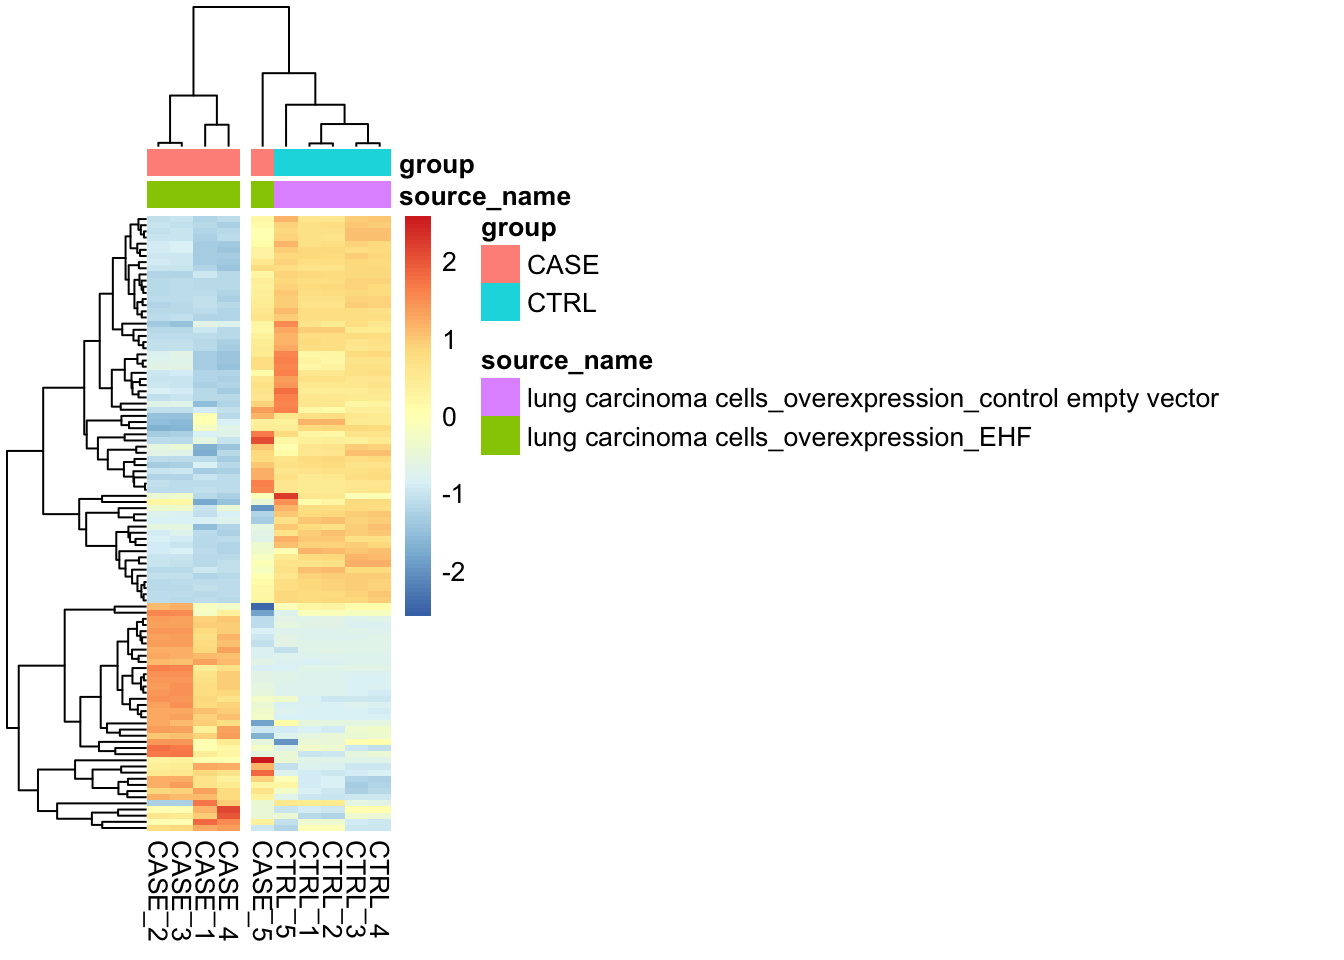 group
source_name
group
CASE
CTRL
source_name
lung carcinoma cells_overexpression_control empty vector
lung carcinoma cells_overexpression_EHF
2
1
0
-1
-2
CASE_2
CASE_3
CASE_1
CASE_4
CASE_5
CTRL_5
CTRL_1
CTRL_2
CTRL_3
CTRL_4